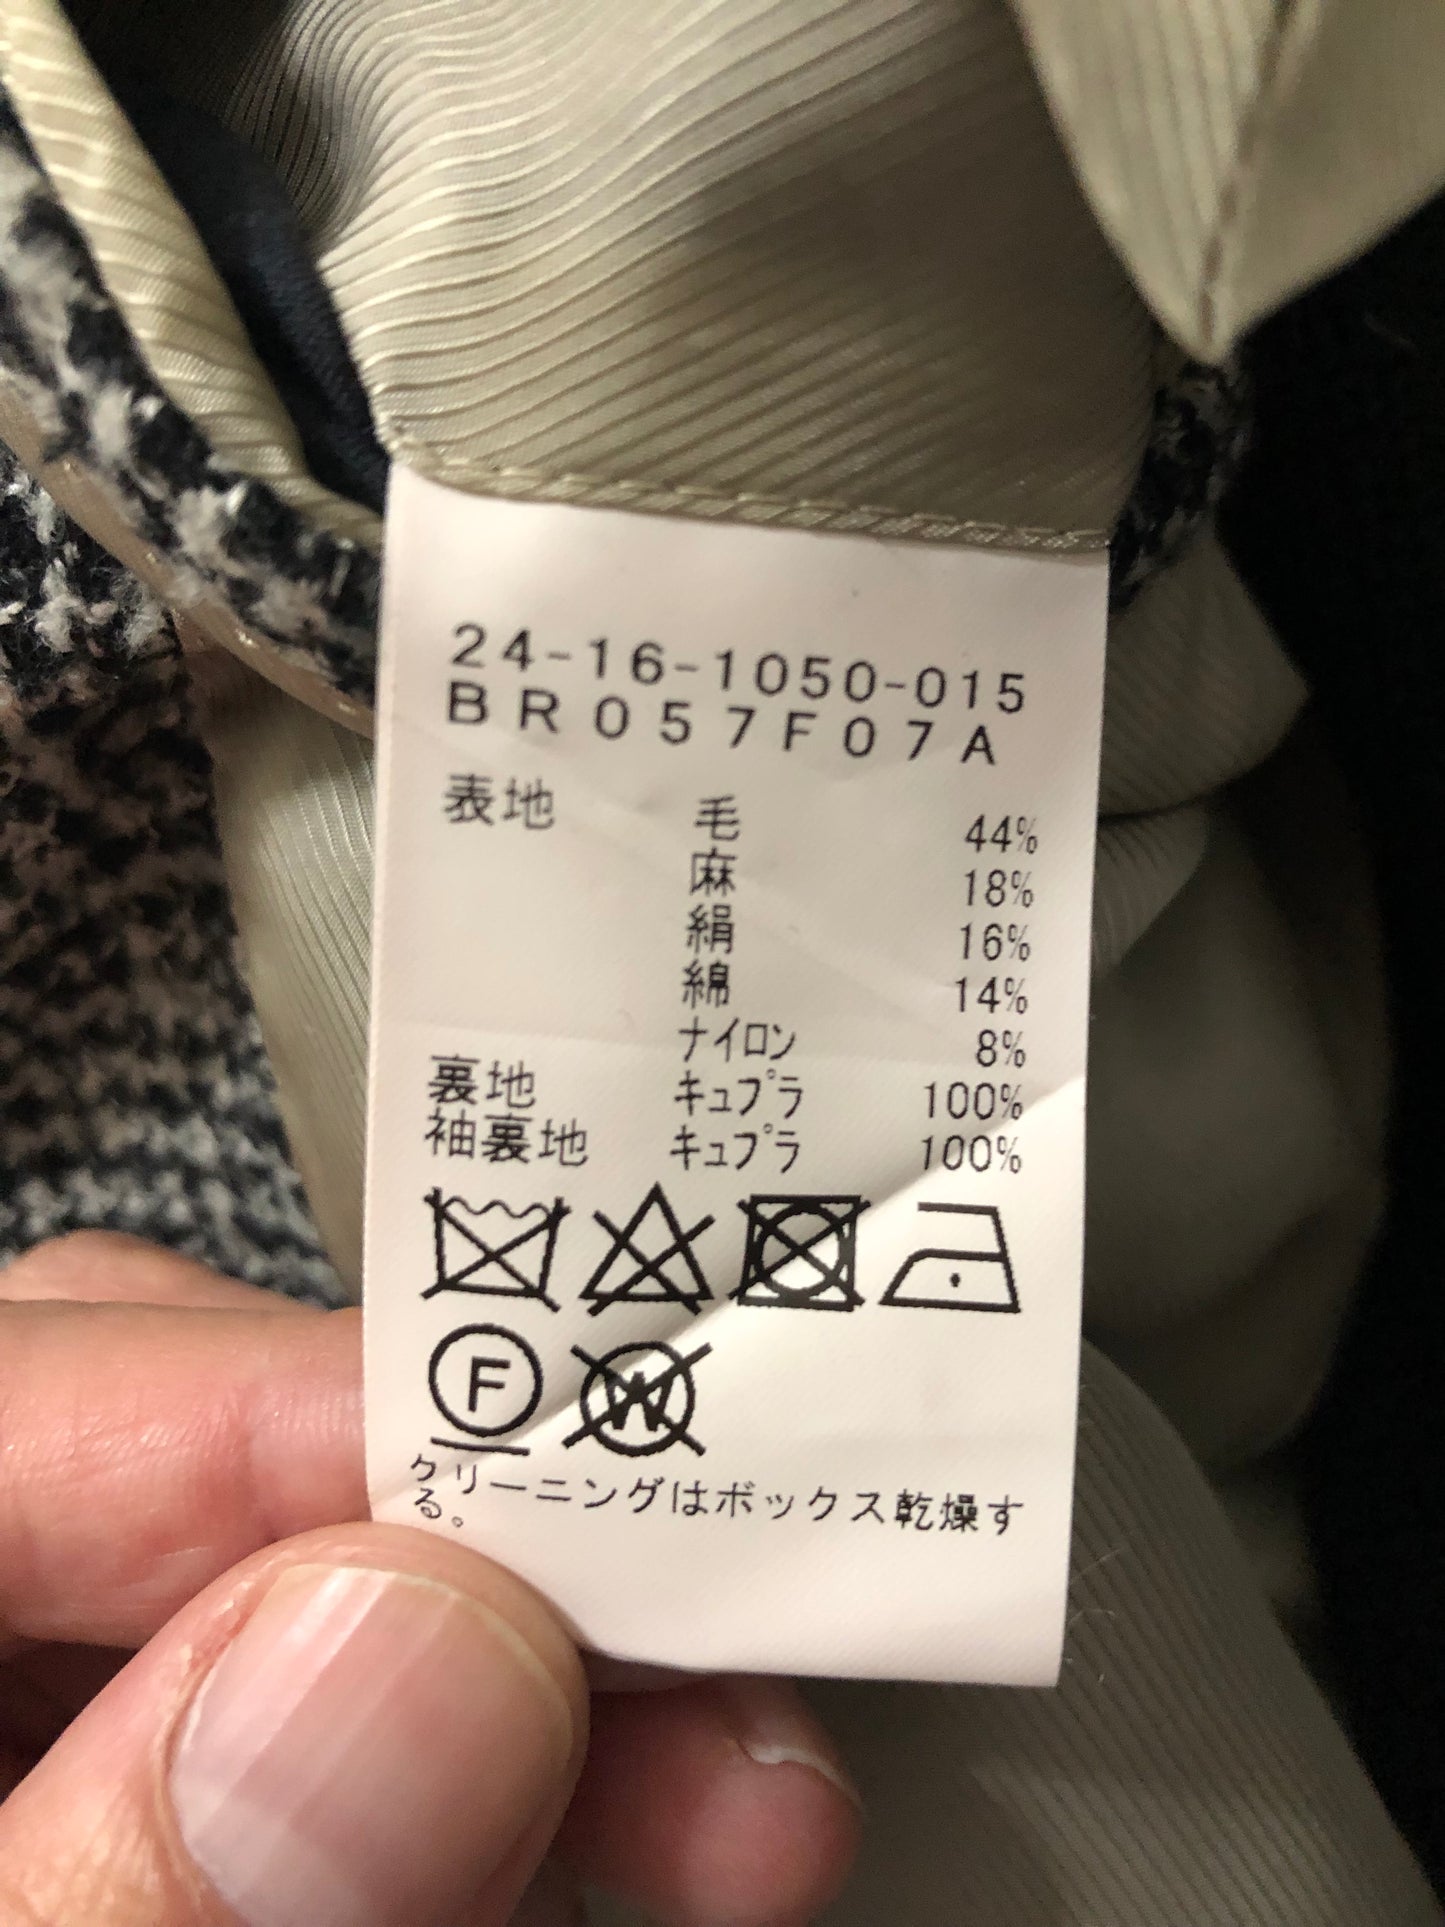 24-16-1050-015
BR057F07A
表地 毛 44%
麻 18%
絹 16%
綿 14%
ナイロン 8%
裏地 キュプラ 100%
袖裏地 キュプラ 100%
F W
クリーニングはボックス乾燥す
る。